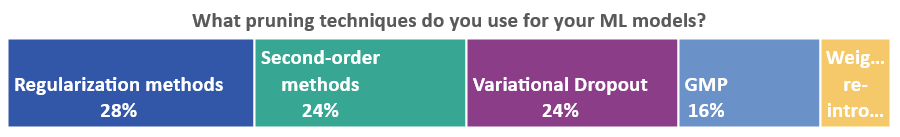 What pruning techniques do you use for your ML models?
Regularization methods
28%
Second-order
methods
24%
Variational Dropout
24%
GMP
16%
Weig...
re-
intro...